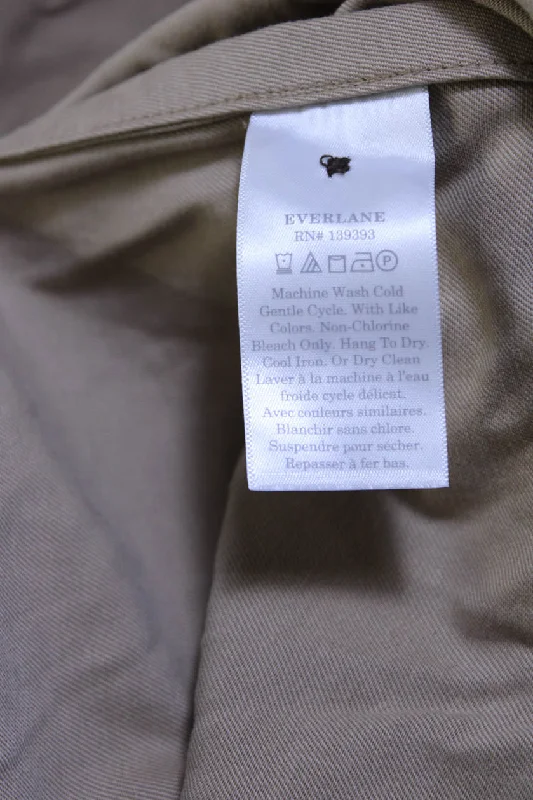 EVERLANE
RN# 139393
P
Machine Wash Cold
Gentle Cycle. With Like
Colors. Non-Chlorine
Bleach Only. Hang To Dry.
Cool Iron. Or Dry Clean
Laver à la machine à l'eau
froide cycle délicat.
Avec couleurs similaires.
Blanchir sans chlore.
Suspendre pour sécher.
Repasser à fer bas.